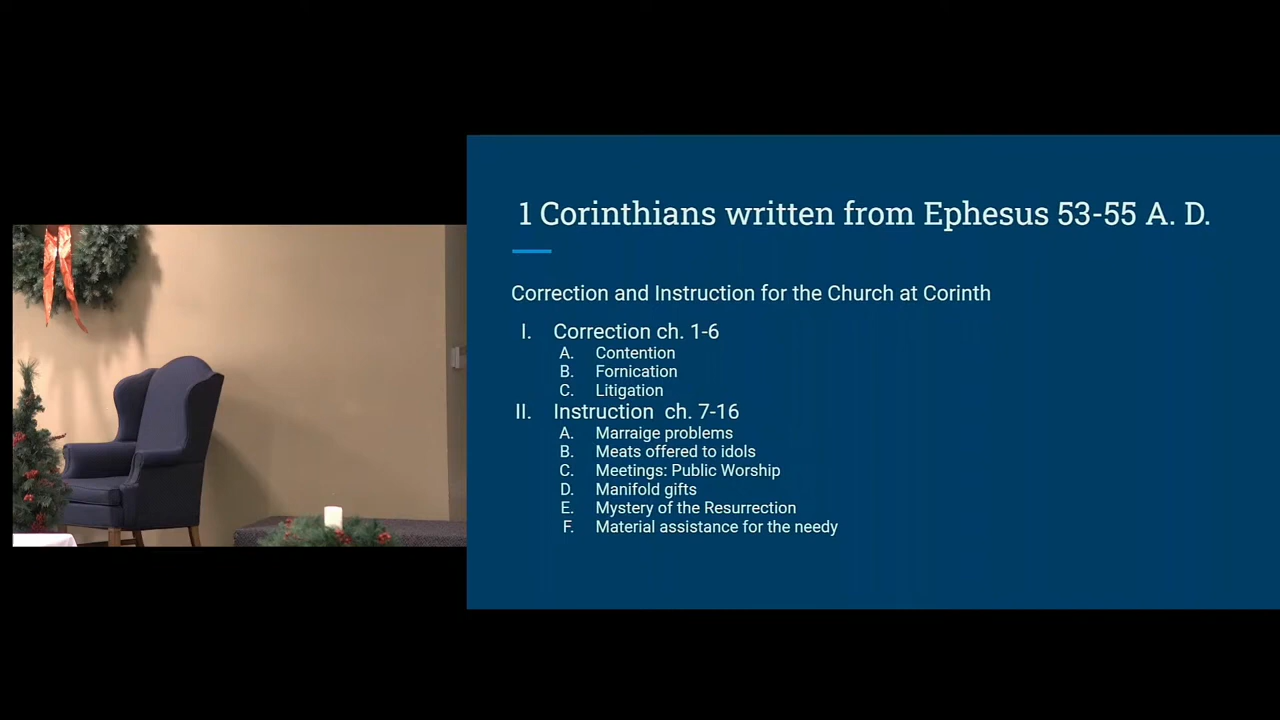 1 Corinthians written from Ephesus 53-55 A. D.
Correction and Instruction for the Church at Corinth
I. Correction ch. 1-6
A. Contention
B. Fornication
C. Litigation
II. Instruction ch. 7-16
A. Marraige problems
B. Meats offered to idols
C. Meetings: Public Worship
D. Manifold gifts
E. Mystery of the Resurrection
F. Material assistance for the needy